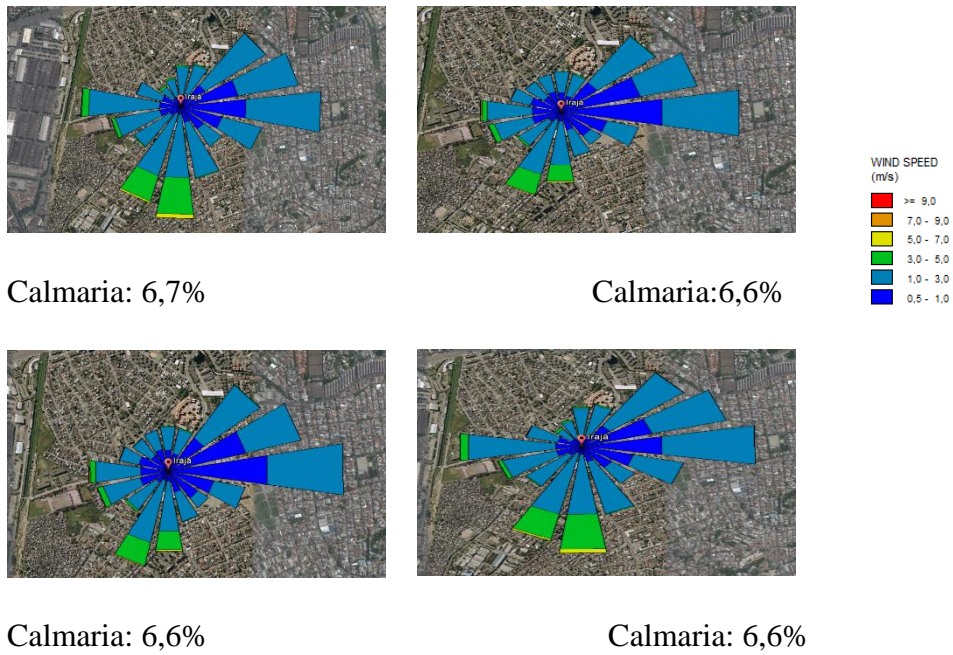 Irajá
Irajá
WIND SPEED
(m/s)
>= 9,0
7,0 - 9,0
5,0 - 7,0
3,0 - 5,0
1,0 - 3,0
0,5 - 1,0
Calmaria: 6,7%
Calmaria:6,6%
Irajá
Irajá
Calmaria: 6,6%
Calmaria: 6,6%